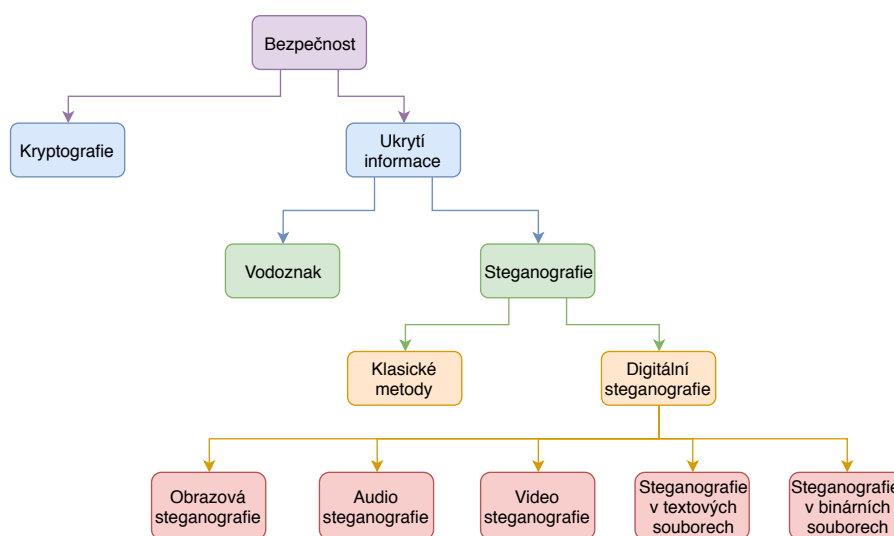 Bezpečnost
Kryptografie
Ukrytí
informace
Vodoznak
Steganografie
Klasické
metody
Digitální
steganografie
Obrazová
steganografie
Audio
steganografie
Video
steganografie
Steganografie
v textových
souborech
Steganografie
v binárních
souborech